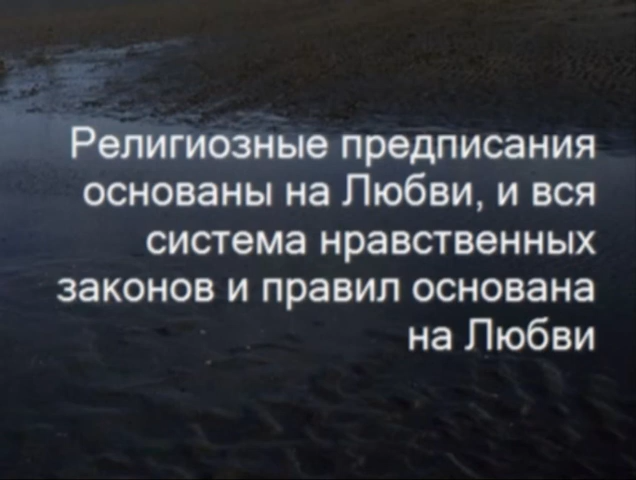 Религиозные предписания
основаны на Любви, и вся
система нравственных
законов и правил основана
на Любви